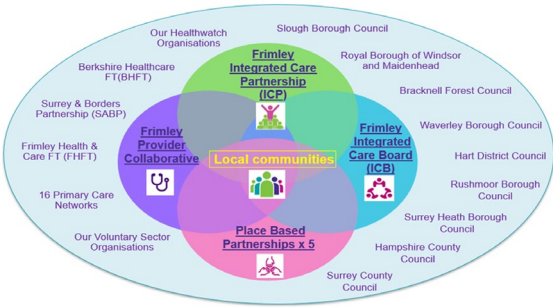 Our Healthwatch
Organisations
Berkshire Healthcare
FT(BHFT)
Surrey & Borders
Partnership (SABP)
Frimley Health &
Care FT (FHFT)
16 Primary Care
Networks
Our Voluntary Sector
Organisations
Frimley
Integrated Care
Partnership
(ICP)
Frimley
Provider
Collaborative
Local communities
Frimley
Integrated
Care Board
(ICB)
Place Based
Partnerships x 5
Slough Borough Council
Royal Borough of Windsor
and Maidenhead
Bracknell Forest Council
Waverley Borough Council
Hart District Council
Rushmoor Borough
Council
Surrey Heath Borough
Council
Hampshire County
Council
Surrey County
Council